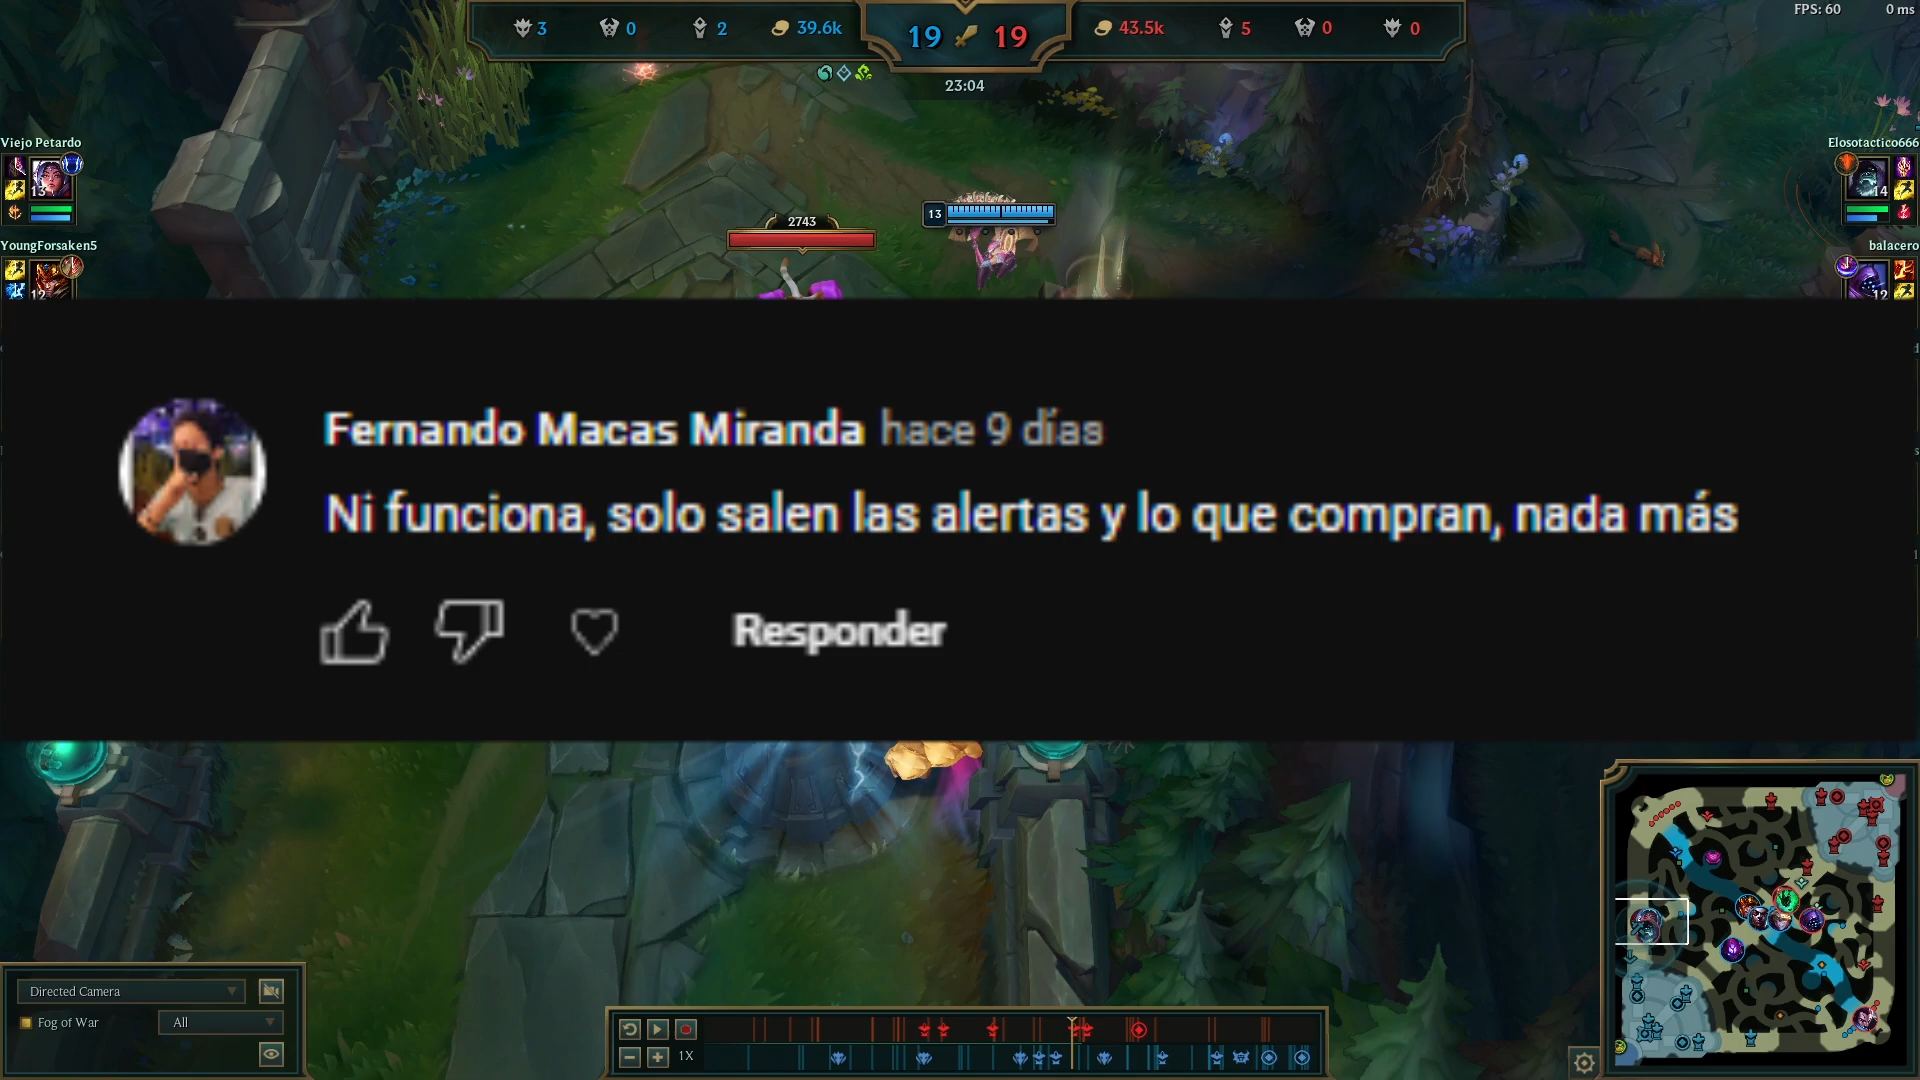 FPS: 60 0 ms
3 0 2 39.6k 19 19 43.5k 5 0 0
23:04
Viejo Petardo
13
YoungForsaken5
12
Elosotactico666
14
balacero
12
2743
13
Fernando Macas Miranda hace 9 días
Ni funciona, solo salen las alertas y lo que compran, nada más
Responder
Directed Camera
Fog of War
All
1X